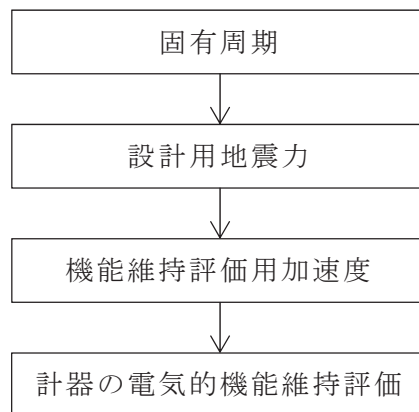 固有周期
設計用地震力
機能維持評価用加速度
計器の電気的機能維持評価